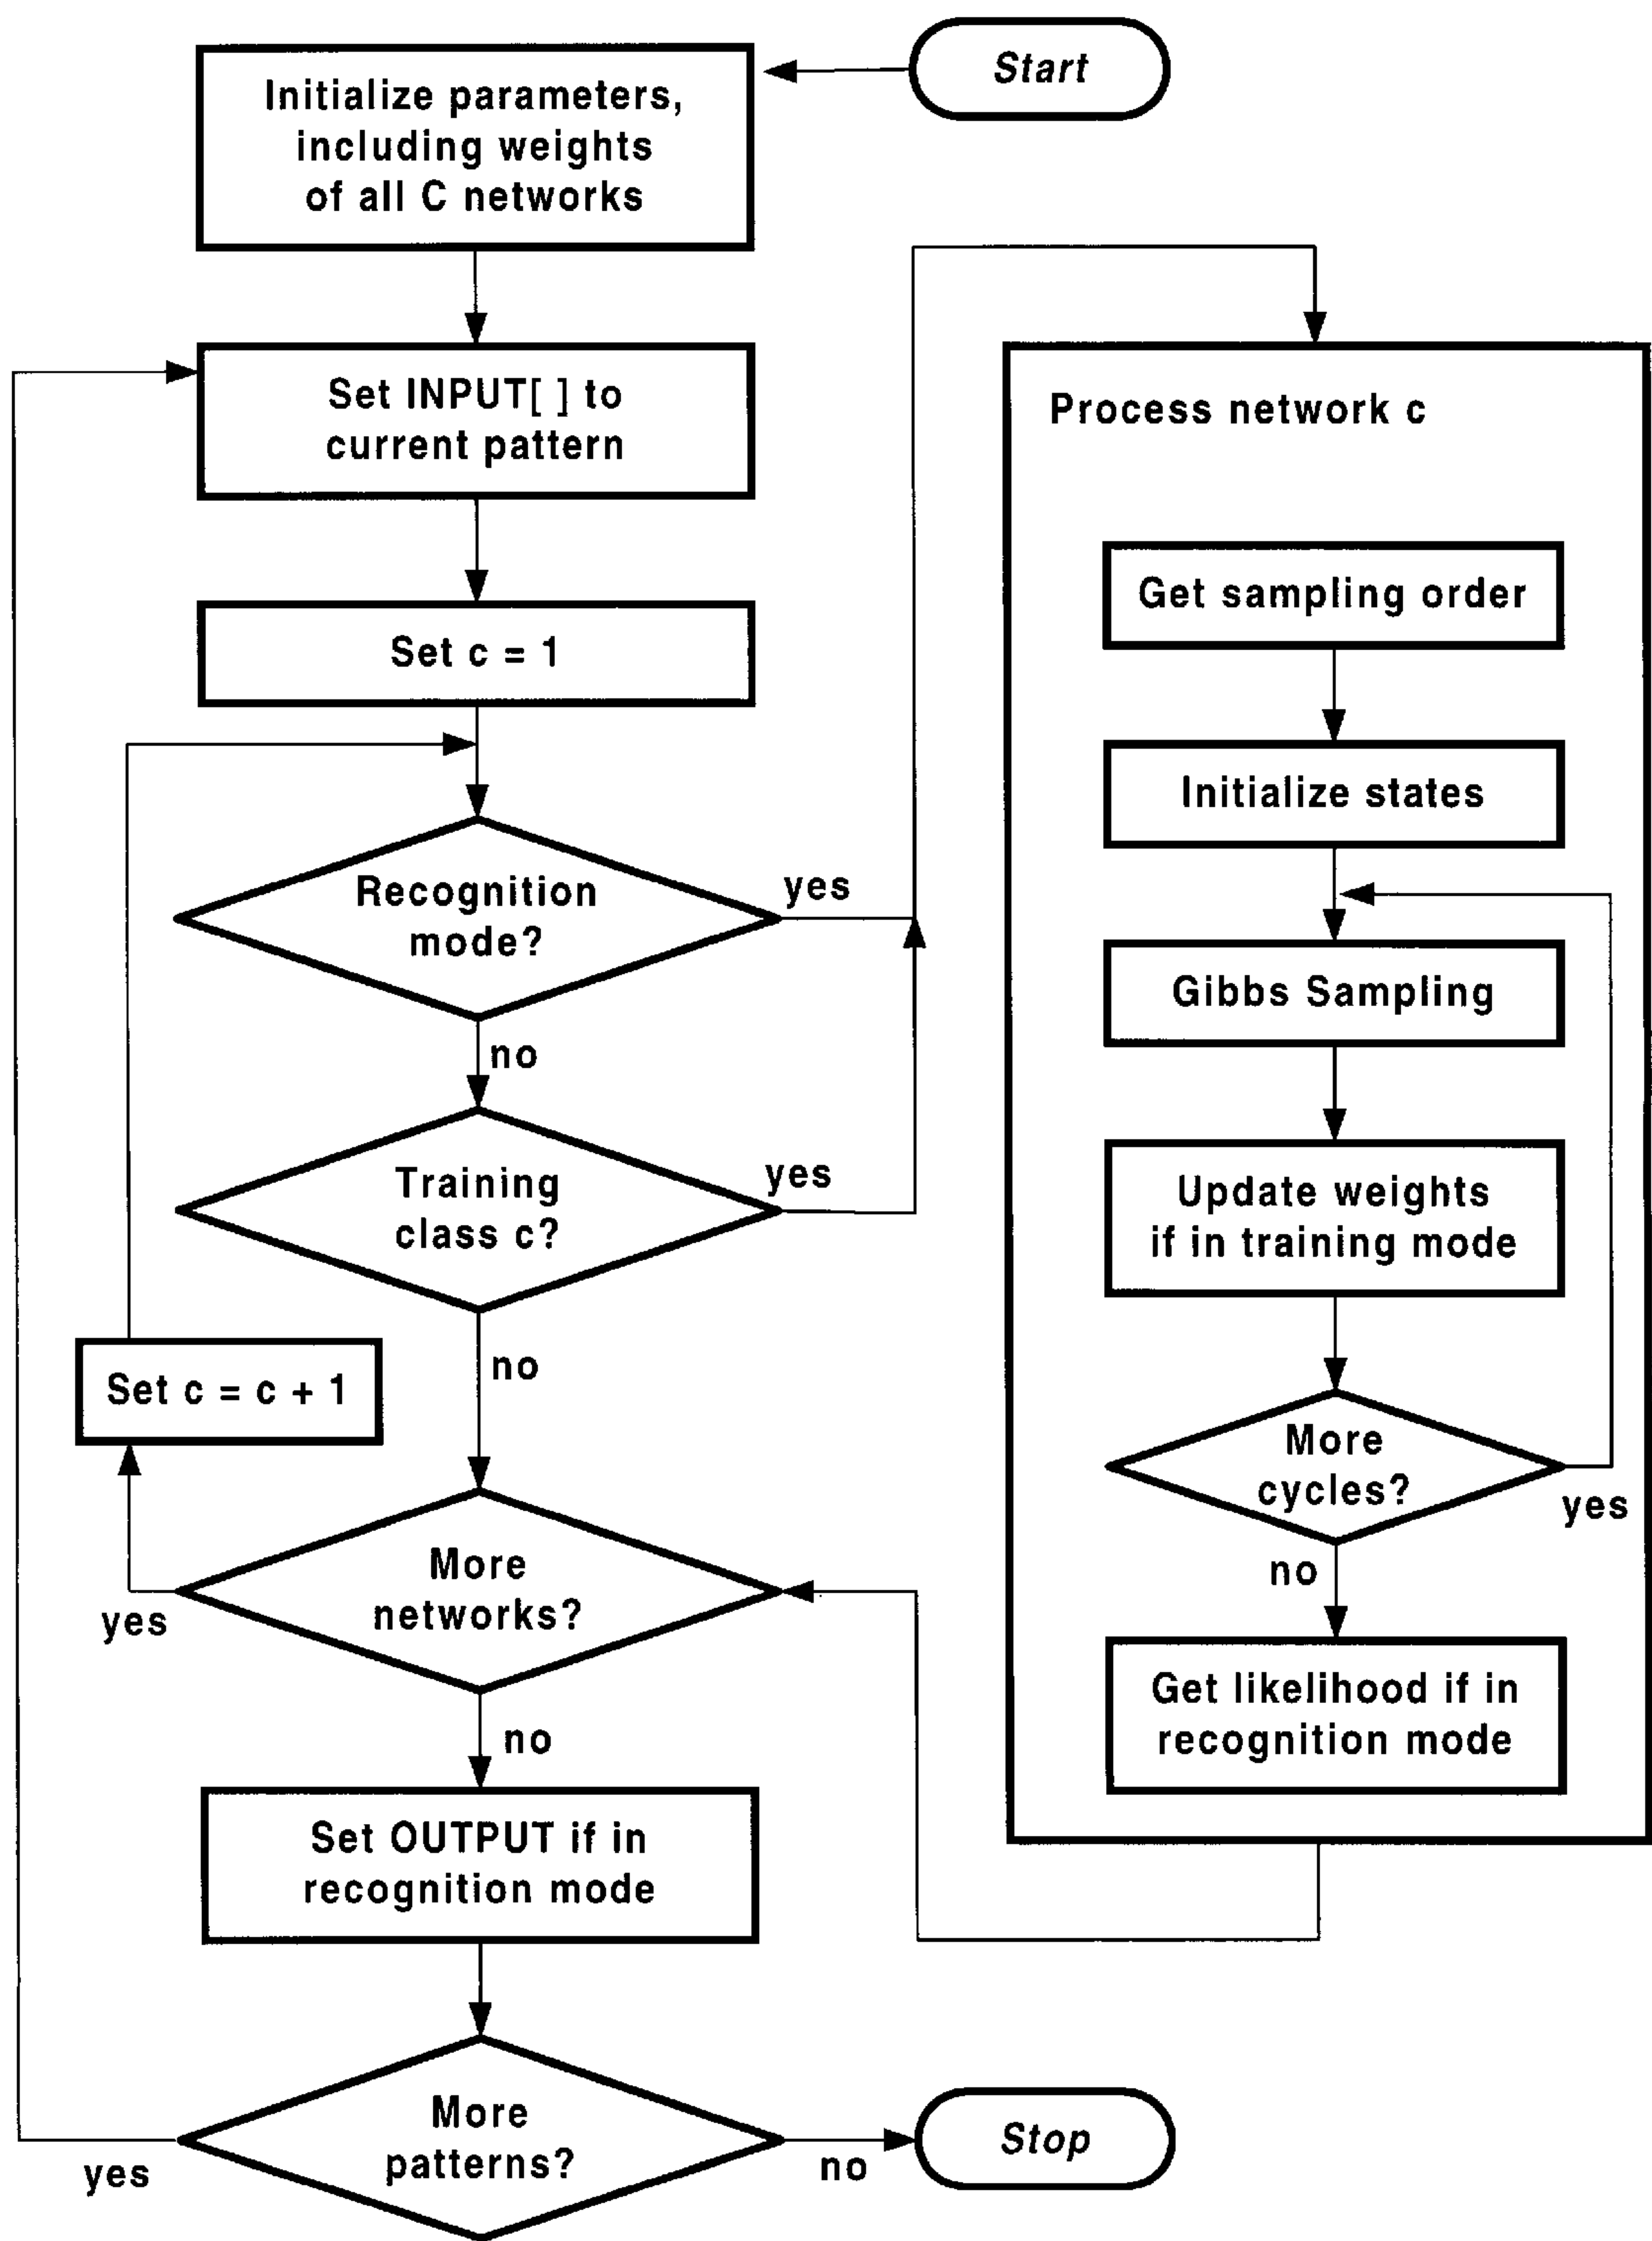 Start
Initialize parameters,
including weights
of all C networks
Set INPUT[ ] to
current pattern
Set c = 1
Recognition
mode?
yes
no
Training
class c?
yes
no
Set c = c + 1
More
networks?
yes
no
Set OUTPUT if in
recognition mode
More
patterns?
yes
no
Stop
Process network c
Get sampling order
Initialize states
Gibbs Sampling
Update weights
if in training mode
More
cycles?
yes
no
Get likelihood if in
recognition mode